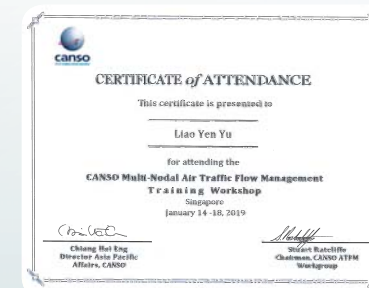 canso
CERTIFICATE of ATTENDANCE
This certificate is presented to
Liao Yen Yu
for attending the
CANSO Multi-Nodal Air Traffic Flow Management
Training Workshop
Singapore
January 14 -18, 2019
Chiang Hai Eng
Director Asia Pacific
Affairs, CANSO
Stuart Ratcliffe
Chairman, CANSO ATFM
Workgroup